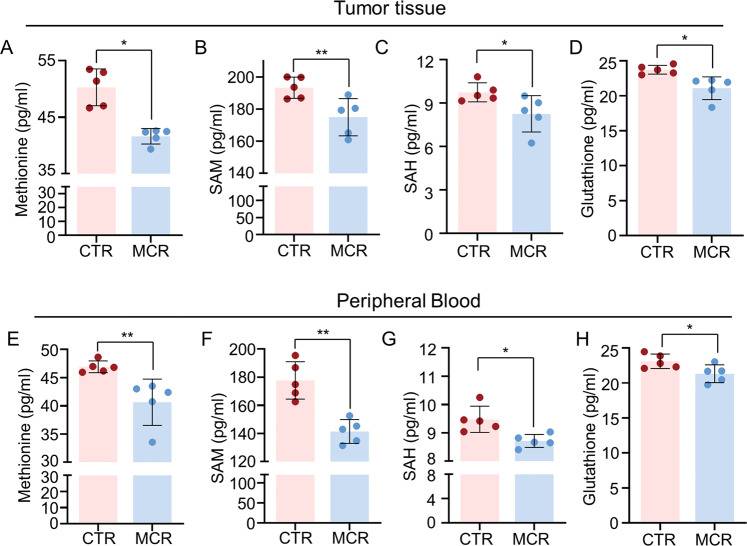 Tumor tissue
A
B
C
D
*
**
*
*
Methionine (pg/ml)
55
45
35
30
20
10
0
CTR MCR
SAM (pg/ml)
200
180
160
140
100
50
0
CTR MCR
SAH (pg/ml)
12
9
6
3
0
CTR MCR
Glutathione (pg/ml)
25
20
15
10
5
0
CTR MCR
Peripheral Blood
E
F
G
H
**
**
*
*
Methionine (pg/ml)
50
45
40
35
30
30
20
10
0
CTR MCR
SAM (pg/ml)
200
180
160
140
120
100
50
0
CTR MCR
SAH (pg/ml)
12
11
10
9
8
8
4
2
0
CTR MCR
Glutathione (pg/ml)
25
20
15
10
5
0
CTR MCR